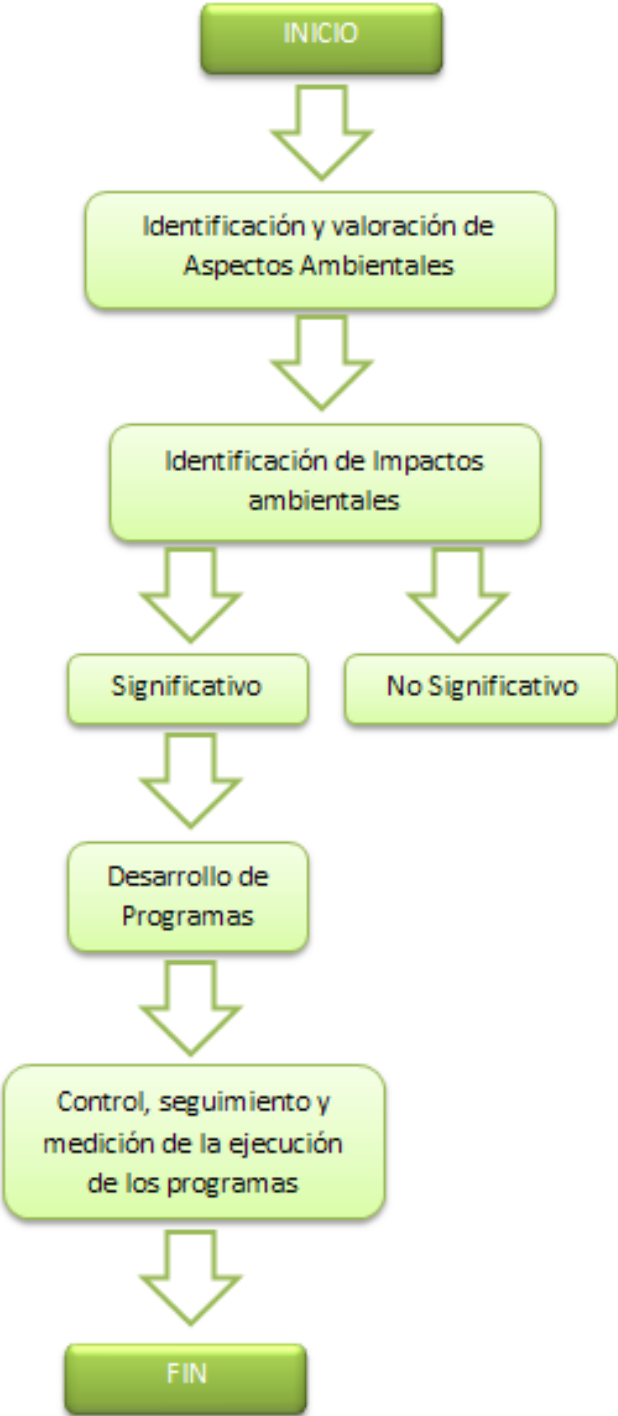 INICIO
Identificación y valoración de
Aspectos Ambientales
Identificación de Impactos
ambientales
Significativo
No Significativo
Desarrollo de
Programas
Control, seguimiento y
medición de la ejecución
de los programas
FIN